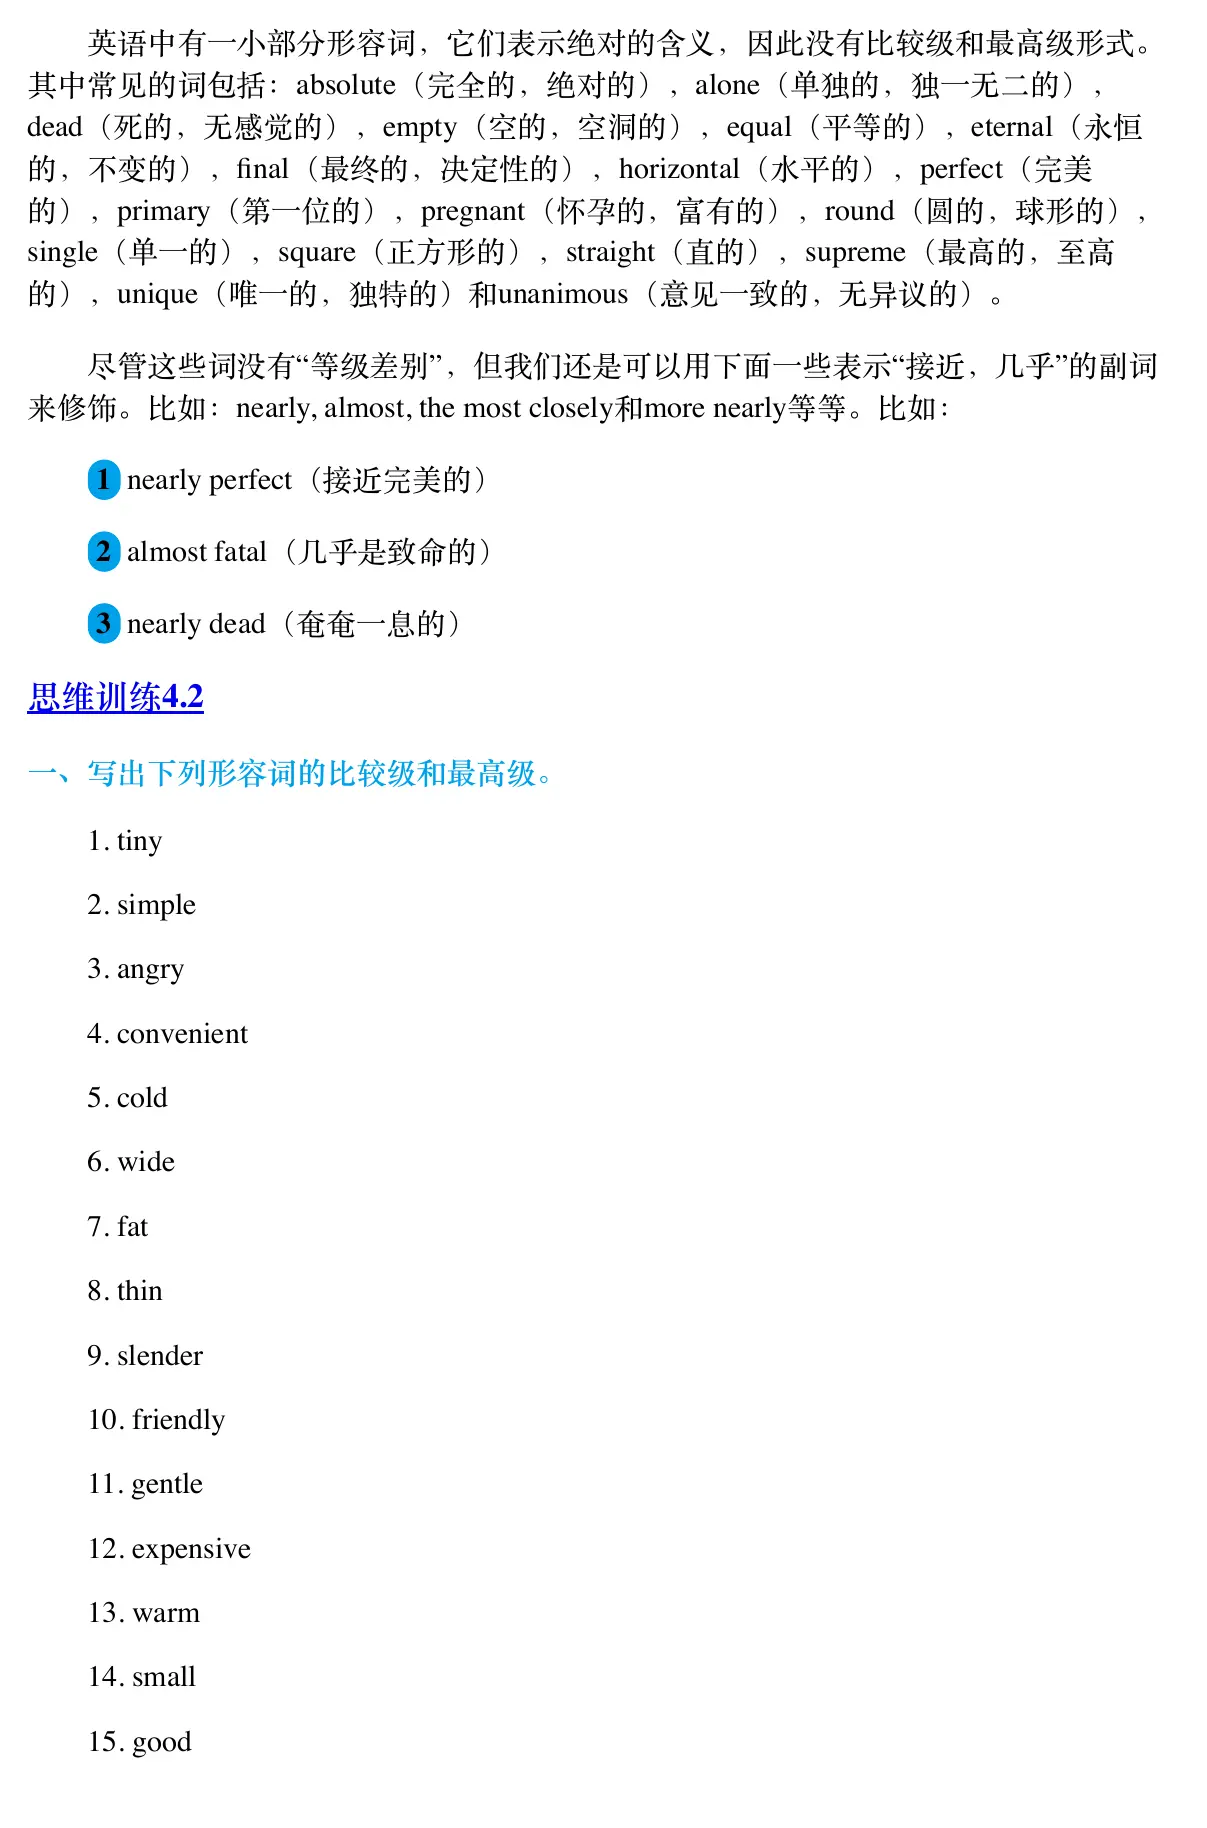 英语中有一小部分形容词，它们表示绝对的含义，因此没有比较级和最高级形式。
其中常见的词包括：absolute（完全的，绝对的），alone（单独的，独一无二的），
dead（死的，无感觉的），empty（空的，空洞的），equal（平等的），eternal（永恒
的，不变的），final（最终的，决定性的），horizontal（水平的），perfect（完美
的），primary（第一位的），pregnant（怀孕的，富有的），round（圆的，球形的），
single（单一的），square（正方形的），straight（直的），supreme（最高的，至高
的），unique（唯一的，独特的）和unanimous（意见一致的，无异议的）。
尽管这些词没有“等级差别”，但我们还是可以用下面一些表示“接近，几乎”的副词
来修饰。比如：nearly, almost, the most closely和more nearly等等。比如：
1 nearly perfect（接近完美的）
2 almost fatal（几乎是致命的）
3 nearly dead（奄奄一息的）
思维训练4.2
一、写出下列形容词的比较级和最高级。
1. tiny
2. simple
3. angry
4. convenient
5. cold
6. wide
7. fat
8. thin
9. slender
10. friendly
11. gentle
12. expensive
13. warm
14. small
15. good